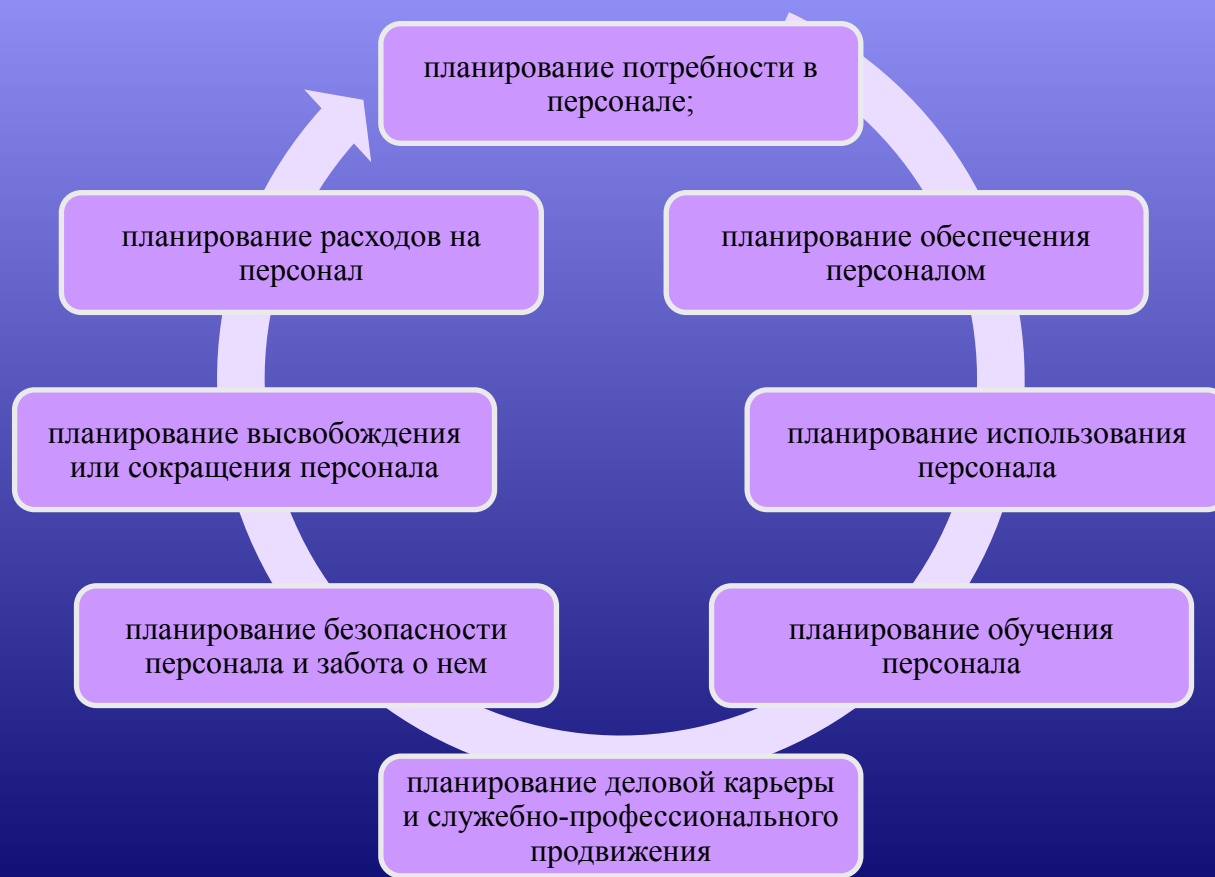 планирование потребности в
персонале;
планирование обеспечения
персоналом
планирование использования
персонала
планирование обучения
персонала
планирование деловой карьеры
и служебно-профессионального
продвижения
планирование безопасности
персонала и забота о нем
планирование высвобождения
или сокращения персонала
планирование расходов на
персонал